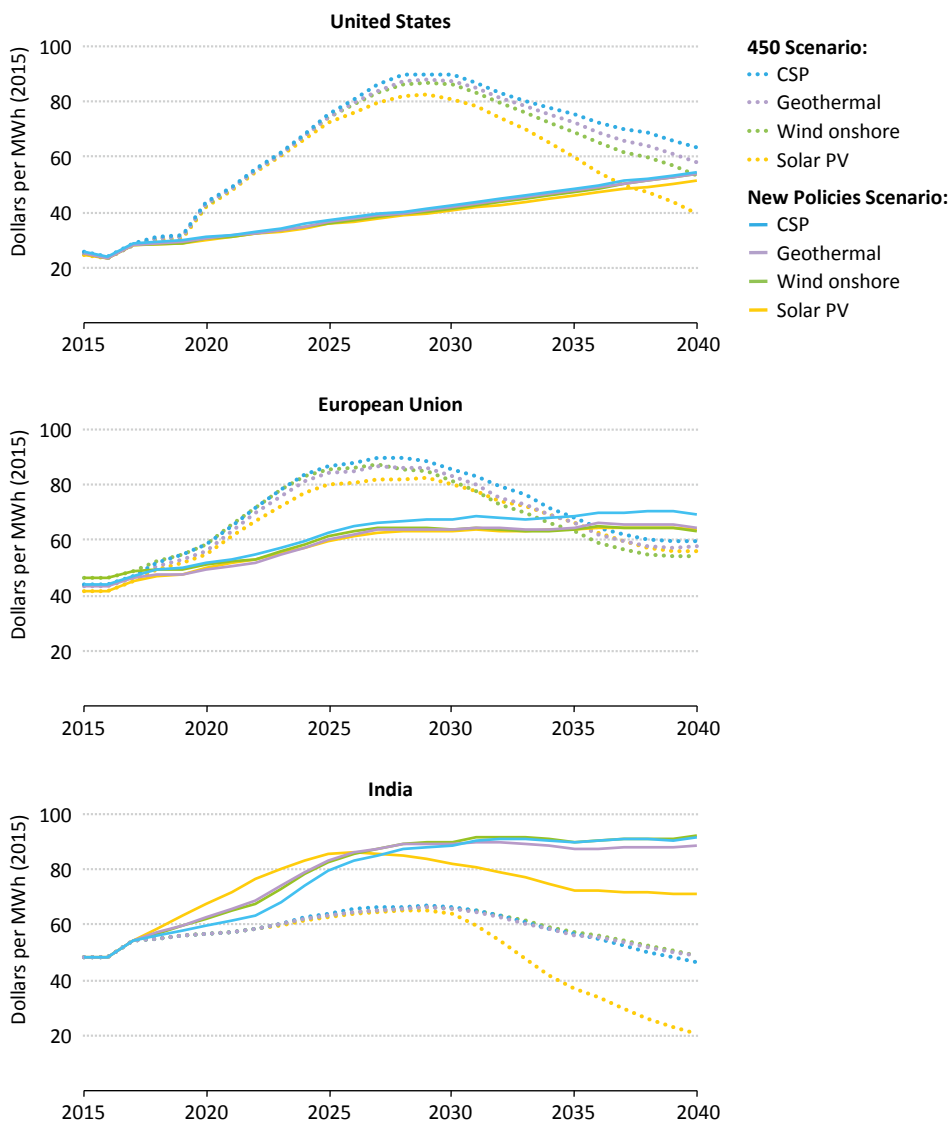 United States
Dollars per MWh (2015)
100
80
60
40
20
2015 2020 2025 2030 2035 2040
450 Scenario:
CSP
Geothermal
Wind onshore
Solar PV
New Policies Scenario:
CSP
Geothermal
Wind onshore
Solar PV
European Union
Dollars per MWh (2015)
100
80
60
40
20
2015 2020 2025 2030 2035 2040
India
Dollars per MWh (2015)
100
80
60
40
20
2015 2020 2025 2030 2035 2040